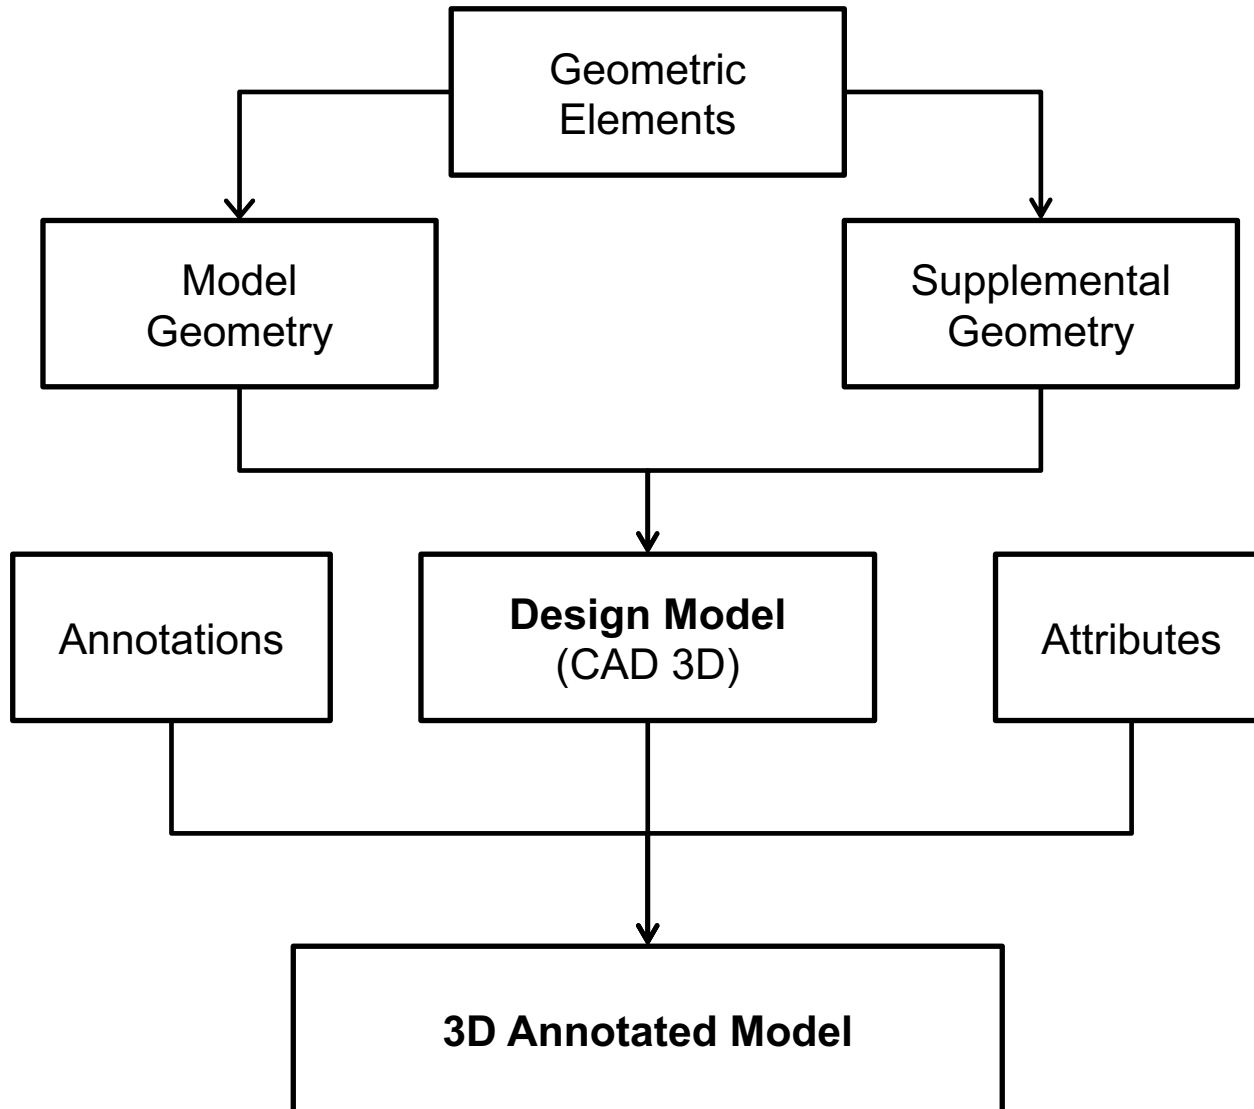 Geometric
Elements
Model
Geometry
Supplemental
Geometry
Annotations
Design Model
(CAD 3D)
Attributes
3D Annotated Model